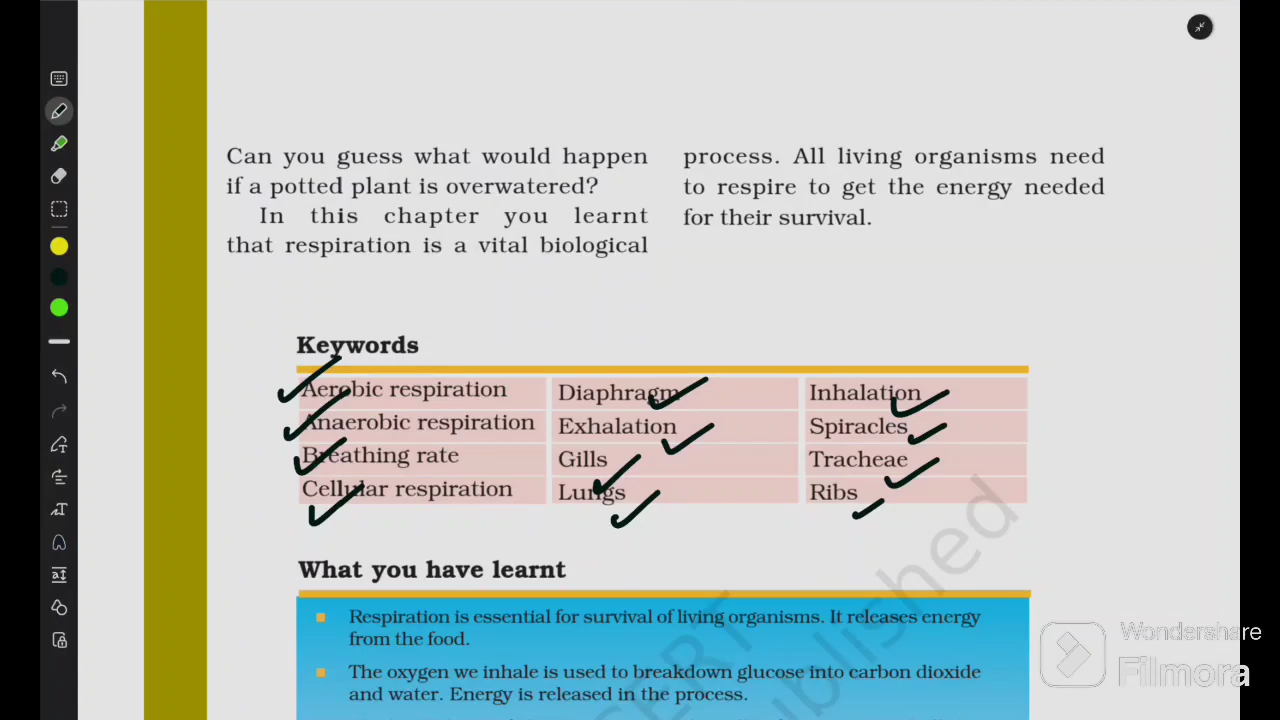 Can you guess what would happen
if a potted plant is overwatered?
In this chapter you learnt
that respiration is a vital biological
process. All living organisms need
to respire to get the energy needed
for their survival.
Keywords
Aerobic respiration
Anaerobic respiration
Breathing rate
Cellular respiration
Diaphragm
Exhalation
Gills
Lungs
Inhalation
Spiracles
Tracheae
Ribs
What you have learnt
Respiration is essential for survival of living organisms. It releases energy
from the food.
The oxygen we inhale is used to breakdown glucose into carbon dioxide
and water. Energy is released in the process.
Wondershare
Filmora